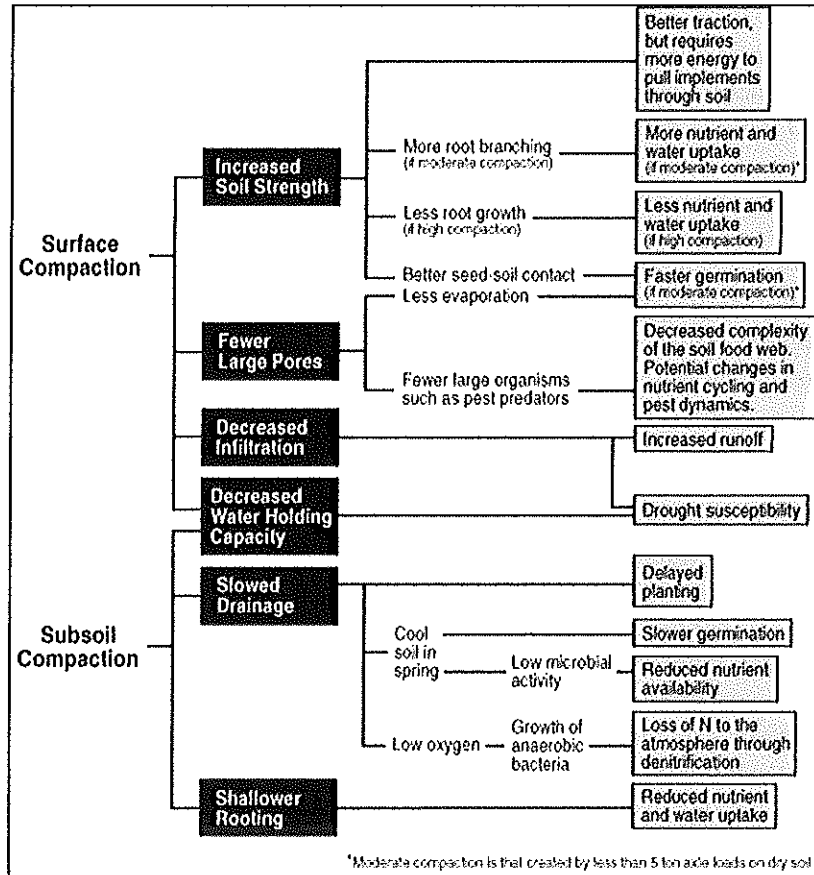 Better traction,
but requires
more energy to
pull implements
through soil
Increased
Soil Strength
More root branching
(if moderate compaction)
More nutrient and
water uptake
(if moderate compaction)*
Less root growth
(if high compaction)
Less nutrient and
water uptake
(if high compaction)
Surface
Compaction
Better seed-soil contact
Less evaporation
Faster germination
(if moderate compaction)*
Fewer
Large Pores
Fewer large organisms
such as pest predators
Decreased complexity
of the soil food web.
Potential changes in
nutrient cycling and
pest dynamics.
Decreased
Infiltration
Increased runoff
Decreased
Water Holding
Capacity
Drought susceptibility
Subsoil
Compaction
Slowed
Drainage
Delayed
planting
Cool
soil in
spring
Slower germination
Low microbial
activity
Reduced nutrient
availability
Low oxygen
Growth of
anaerobic
bacteria
Loss of N to the
atmosphere through
denitrification
Shallower
Rooting
Reduced nutrient
and water uptake
*Moderate compaction is that created by less than 5 ton axle loads on dry soil